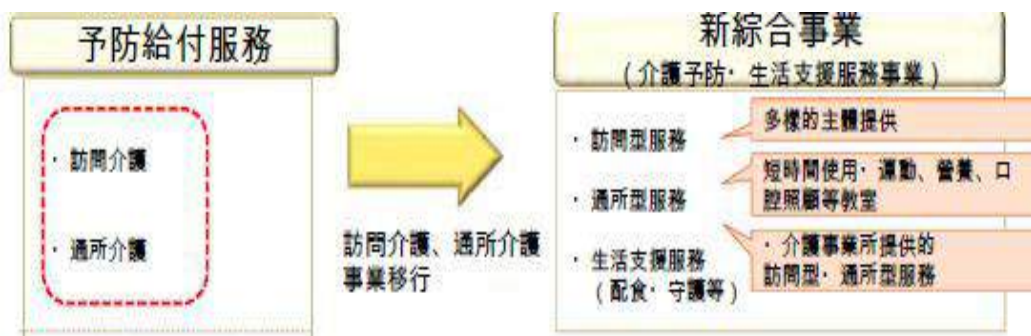 予防給付服務
・訪問介護
・通所介護
訪問介護、通所介護
事業移行
新綜合事業
(介護予防・生活支援服務事業)
・訪問型服務
・通所型服務
・生活支援服務
(配食・守護等)
多樣的主體提供
短時間使用・運動、營養、口
腔照顧等教室
・介護事業所提供的
訪問型・通所型服務